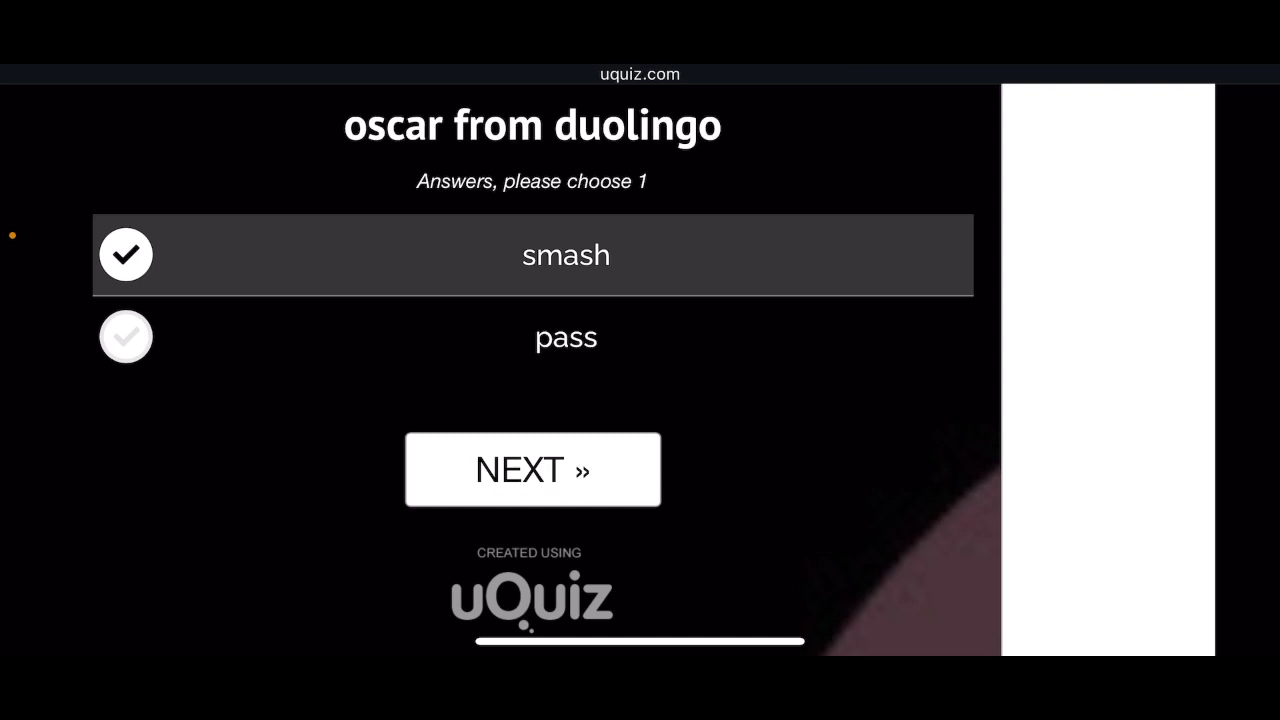 uquiz.com
oscar from duolingo
Answers, please choose 1
smash
pass
NEXT »
CREATED USING
uQuiz